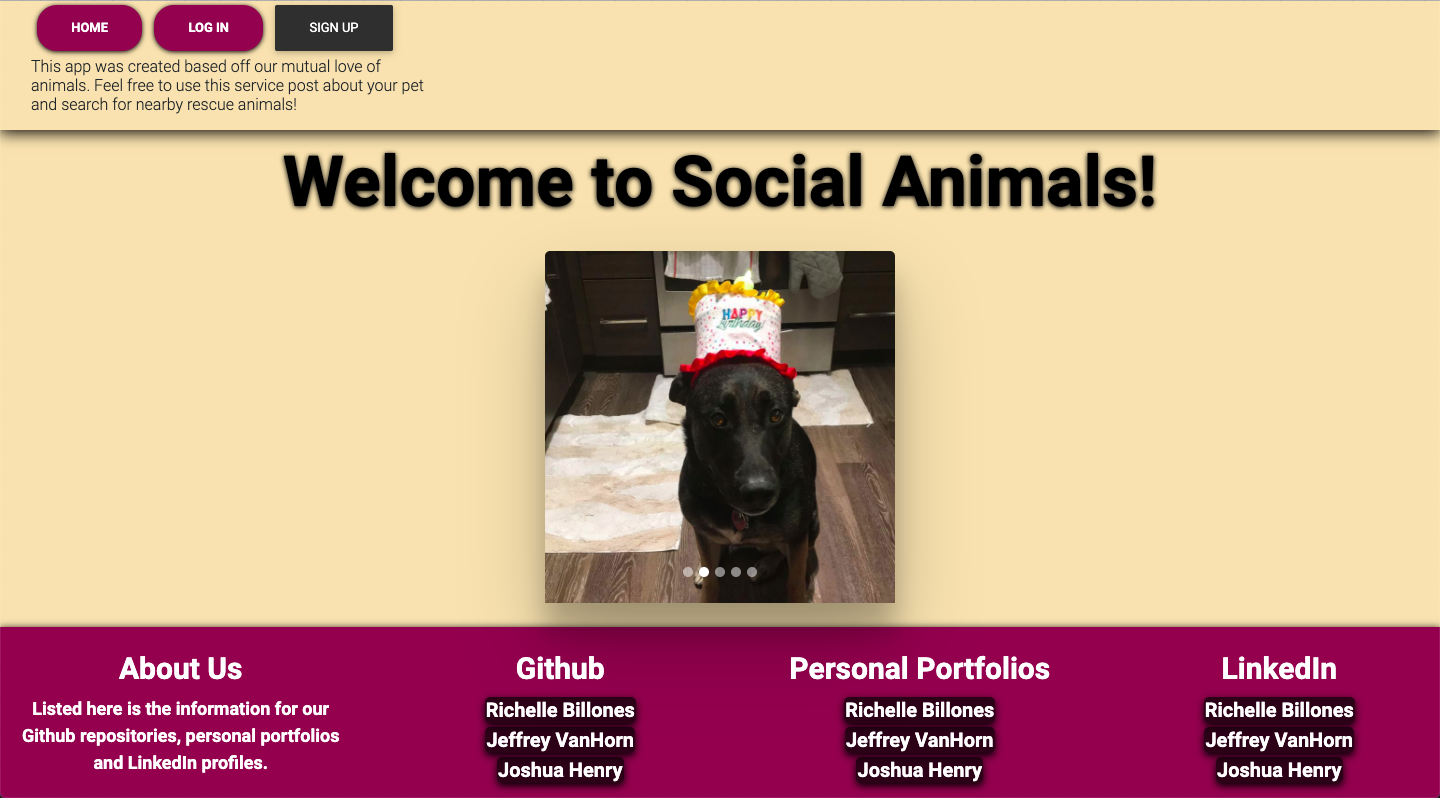 HOME LOG IN SIGN UP
This app was created based off our mutual love of
animals. Feel free to use this service post about your pet
and search for nearby rescue animals!
Welcome to Social Animals!
HAPPY
Birthday!
About Us
Listed here is the information for our
Github repositories, personal portfolios
and LinkedIn profiles.
Github
Richelle Billones
Jeffrey VanHorn
Joshua Henry
Personal Portfolios
Richelle Billones
Jeffrey VanHorn
Joshua Henry
LinkedIn
Richelle Billones
Jeffrey VanHorn
Joshua Henry